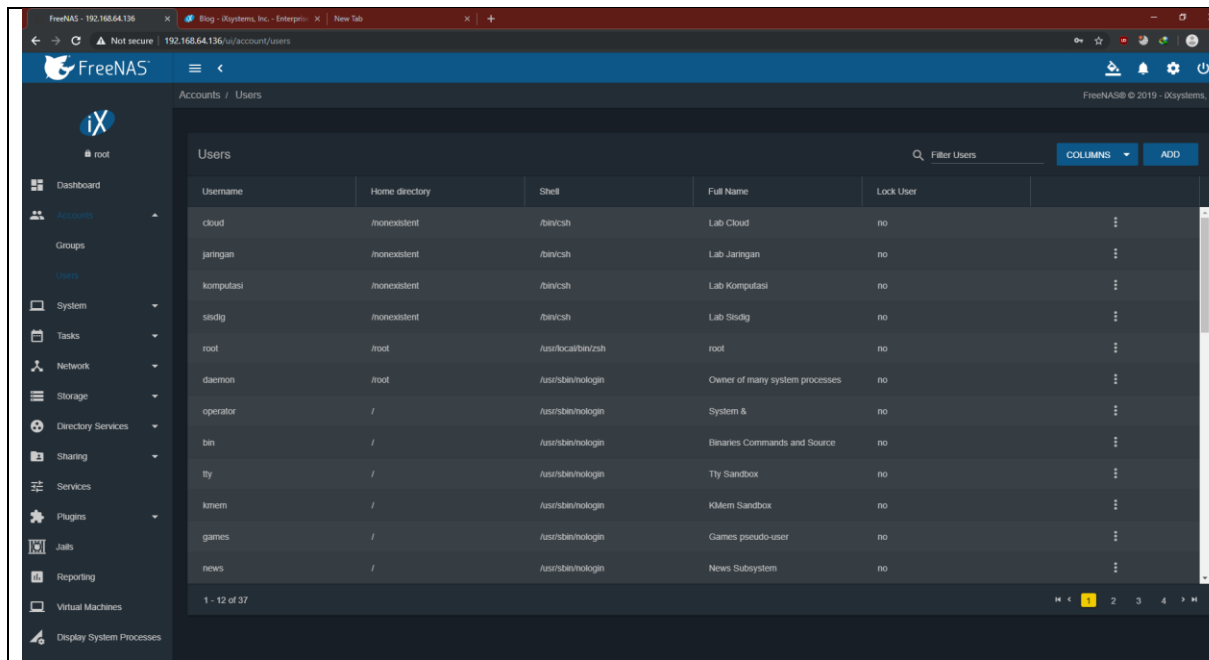 FreeNAS - 192.168.64.136 Blog - iXsystems, Inc. - Enterpris New Tab
Not secure 192.168.64.136/ui/account/users
FreeNAS
Accounts / Users FreeNAS® © 2019 - iXsystems,
iX
root
Dashboard
Accounts
Groups
Users
System
Tasks
Network
Storage
Directory Services
Sharing
Services
Plugins
Jails
Reporting
Virtual Machines
Display System Processes
Users Filter Users COLUMNS ADD
Username Home directory Shell Full Name Lock User
cloud /nonexistent /bin/csh Lab Cloud no
jaringan /nonexistent /bin/csh Lab Jaringan no
komputasi /nonexistent /bin/csh Lab Komputasi no
sisdig /nonexistent /bin/csh Lab Sisdig no
root /root /usr/local/bin/zsh root no
daemon /root /usr/sbin/nologin Owner of many system processes no
operator / /usr/sbin/nologin System & no
bin / /usr/sbin/nologin Binaries Commands and Source no
tty / /usr/sbin/nologin Tty Sandbox no
kmem / /usr/sbin/nologin KMem Sandbox no
games / /usr/sbin/nologin Games pseudo-user no
news / /usr/sbin/nologin News Subsystem no
1 - 12 of 37 1 2 3 4